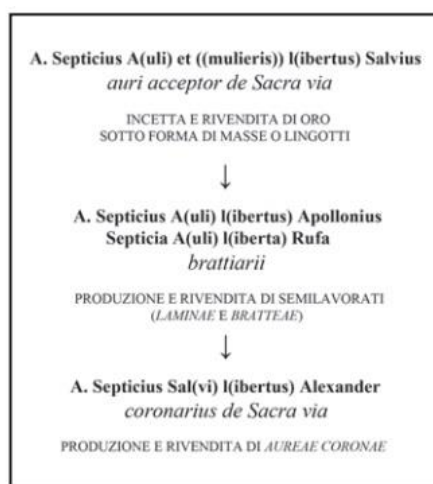 A. Septicius A(uli) et ((mulieris)) l(ibertus) Salvius
auri acceptor de Sacra via
INCETTA E RIVENDITA DI ORO
SOTTO FORMA DI MASSE O LINGOTTI
↓
A. Septicius A(uli) l(ibertus) Apollonius
Septicia A(uli) l(iberta) Rufa
brattiarii
PRODUZIONE E RIVENDITA DI SEMILAVORATI
(LAMINAE E BRATTEAE)
↓
A. Septicius Sal(vi) l(ibertus) Alexander
coronarius de Sacra via
PRODUZIONE E RIVENDITA DI AUREAE CORONAE